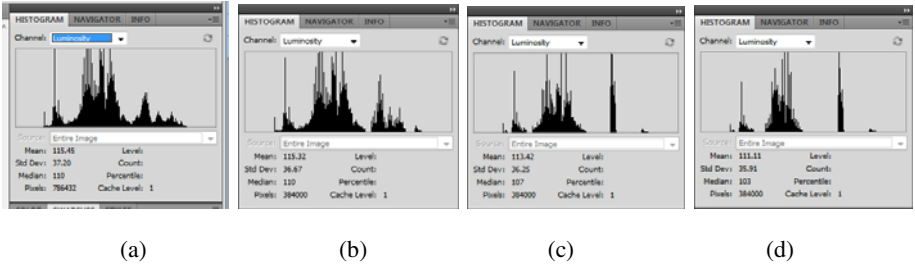 HISTOGRAM NAVIGATOR INFO
Channel: Luminosity
Source: Entire Image
Mean: 115.45 Level:
Std Dev: 37.20 Count:
Median: 110 Percentile:
Pixels: 786432 Cache Level: 1
(a)
HISTOGRAM NAVIGATOR INFO
Channel: Luminosity
Source: Entire Image
Mean: 115.32 Level:
Std Dev: 36.67 Count:
Median: 110 Percentile:
Pixels: 384000 Cache Level: 1
(b)
HISTOGRAM NAVIGATOR INFO
Channel: Luminosity
Source: Entire Image
Mean: 113.42 Level:
Std Dev: 36.25 Count:
Median: 107 Percentile:
Pixels: 384000 Cache Level: 1
(c)
HISTOGRAM NAVIGATOR INFO
Channel: Luminosity
Source: Entire Image
Mean: 111.11 Level:
Std Dev: 35.91 Count:
Median: 103 Percentile:
Pixels: 384000 Cache Level: 1
(d)